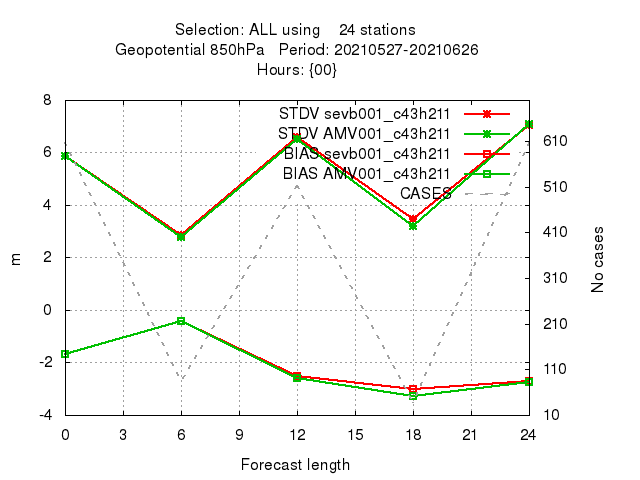 Selection: ALL using    24 stations
Geopotential 850hPa   Period: 20210527-20210626
Hours: {00}
STDV sevb001_c43h211
STDV AMV001_c43h211
BIAS sevb001_c43h211
BIAS AMV001_c43h211
CASES
8
6
4
2
0
-2
-4
m
610
510
410
310
210
110
10
No cases
0 3 6 9 12 15 18 21 24
Forecast length